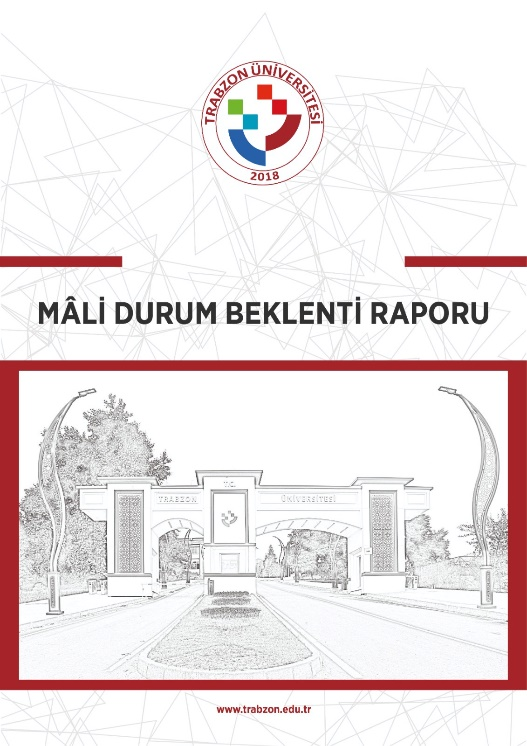 TRABZON ÜNİVERSİTESİ
2018
MÂLİ DURUM BEKLENTİ RAPORU
T.C.
TRABZON ÜNİVERSİTESİ
www.trabzon.edu.tr